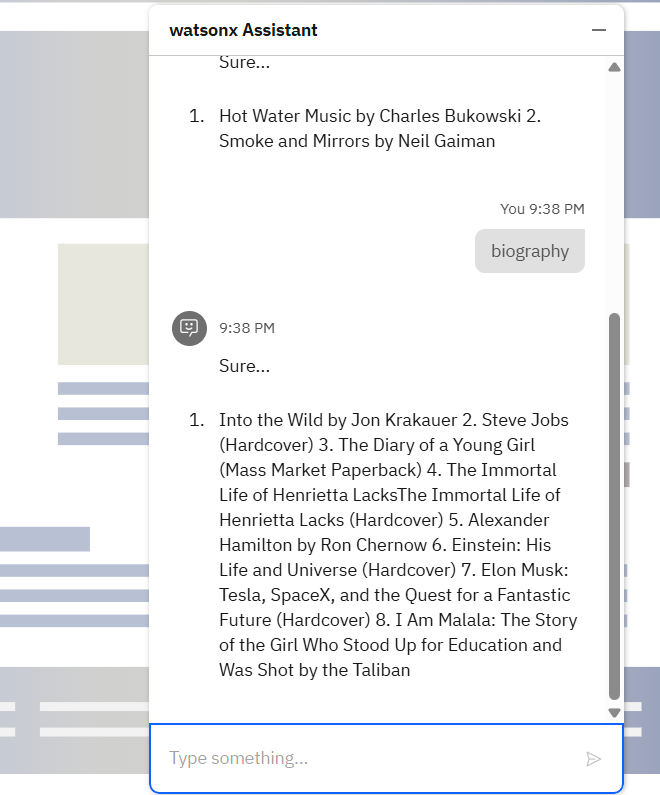 watsonx Assistant
Sure...
1. Hot Water Music by Charles Bukowski 2.
Smoke and Mirrors by Neil Gaiman
You 9:38 PM
biography
9:38 PM
Sure...
1. Into the Wild by Jon Krakauer 2. Steve Jobs
(Hardcover) 3. The Diary of a Young Girl
(Mass Market Paperback) 4. The Immortal
Life of Henrietta LacksThe Immortal Life of
Henrietta Lacks (Hardcover) 5. Alexander
Hamilton by Ron Chernow 6. Einstein: His
Life and Universe (Hardcover) 7. Elon Musk:
Tesla, SpaceX, and the Quest for a Fantastic
Future (Hardcover) 8. I Am Malala: The Story
of the Girl Who Stood Up for Education and
Was Shot by the Taliban
Type something...